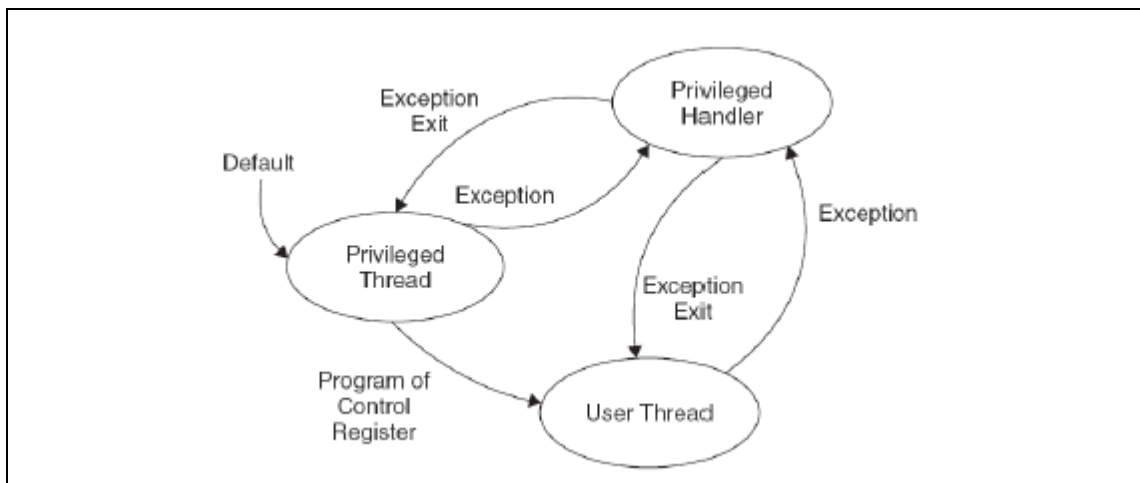 Privileged
Handler
Exception
Exit
Default
Exception
Exception
Privileged
Thread
Exception
Exit
Program of
Control
Register
User Thread